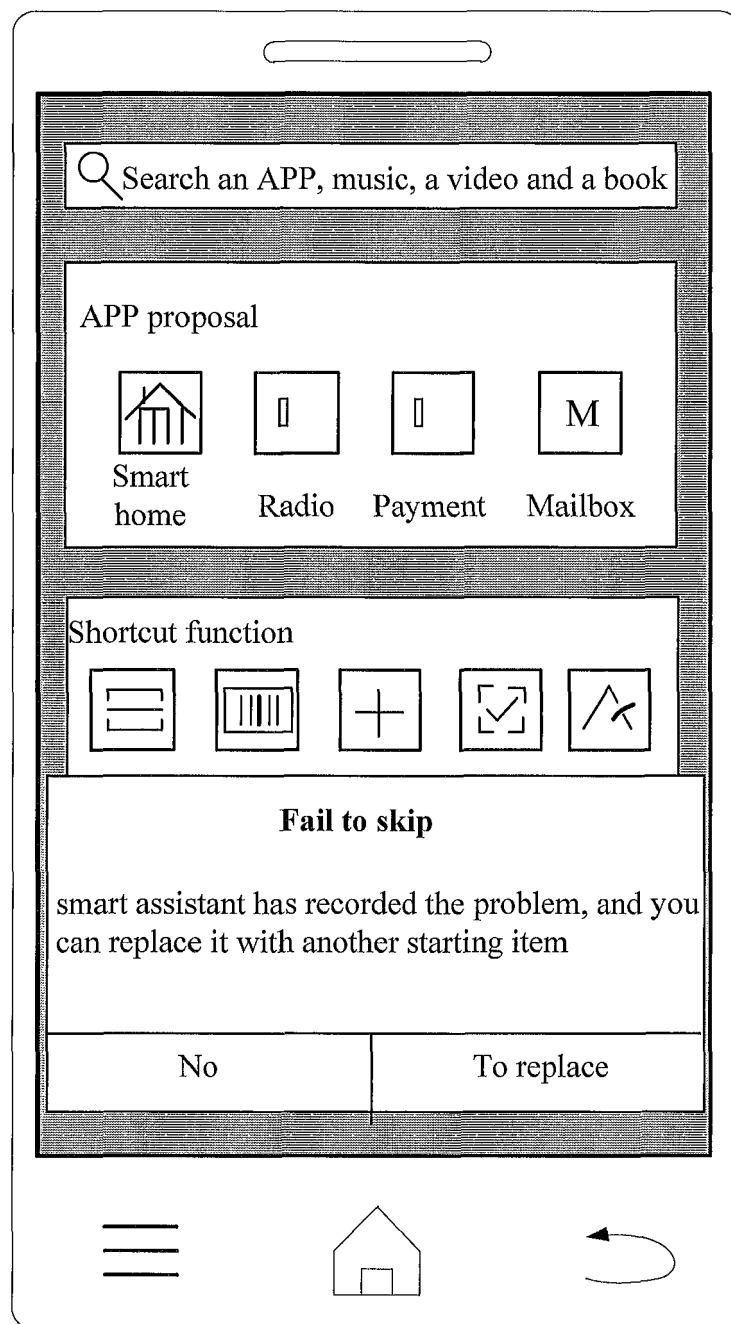 Search an APP, music, a video and a book
APP proposal
Smart
home
Radio
Payment
Mailbox
M
Shortcut function
Fail to skip
smart assistant has recorded the problem, and you
can replace it with another starting item
No
To replace